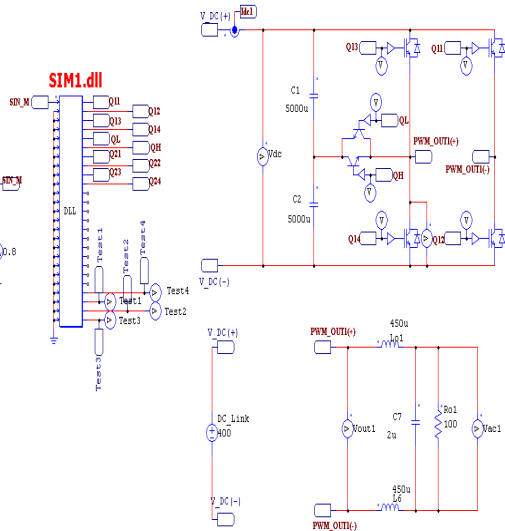 V_DC(+)
Idc1
SIM1.dll
SIN_M
Q11
Q12
Q13
Q14
QL
QH
Q21
Q22
Q23
Q24
SIN_M
DLL
0.8
Test1
Test2
Test4
Test3
Test4
Test1
Test2
Test3
Q13
Q11
C1
5000u
QL
Vdc
PWM_OUT1(+)
PWM_OUT1(-)
QH
C2
5000u
Q14
Q12
V_DC(-)
V_DC(+)
DC_Link
400
V_DC(-)
PWM_OUT1(+)
450u
Lo1
Vout1
C7
2u
Ro1
100
Vac1
450u
L6
PWM_OUT1(-)